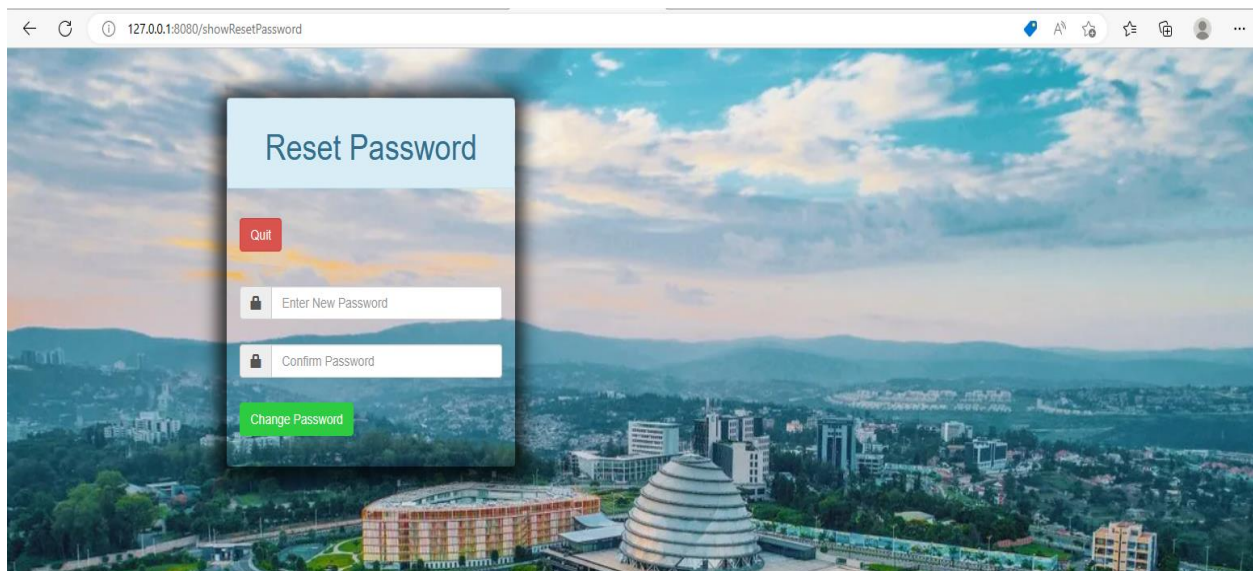 127.0.0.1:8080/showResetPassword
Reset Password
Quit
Enter New Password
Confirm Password
Change Password